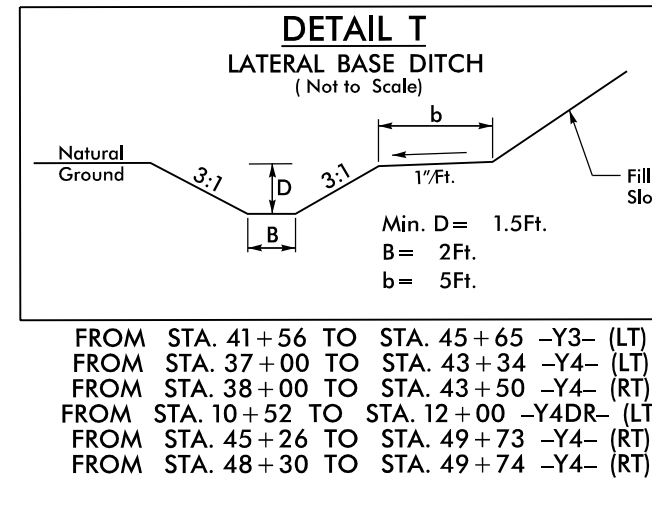 DETAIL T
LATERAL BASE DITCH
( Not to Scale)
b
Natural
Ground
3:1
D
3:1
1"/Ft.
Fill
Slo
B
Min. D= 1.5Ft.
B= 2Ft.
b= 5Ft.
FROM STA. 41+56 TO STA. 45+65 -Y3- (LT)
FROM STA. 37+00 TO STA. 43+34 -Y4- (LT)
FROM STA. 38+00 TO STA. 43+50 -Y4- (RT)
FROM STA. 10+52 TO STA. 12+00 -Y4DR- (LT
FROM STA. 45+26 TO STA. 49+73 -Y4- (RT)
FROM STA. 48+30 TO STA. 49+74 -Y4- (RT)